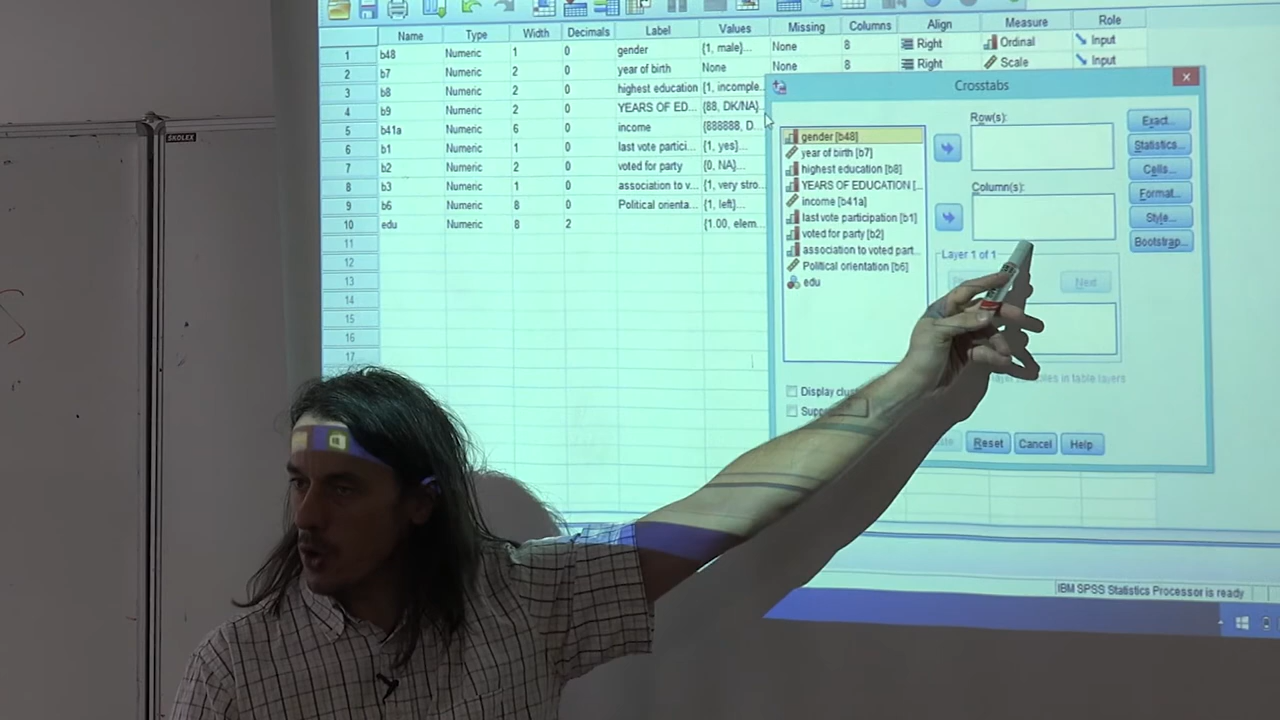 Name Type Width Decimals Label Values Missing Columns Align Measure Role
1 b48 Numeric 1 0 gender {1, male}... None 8 Right Ordinal Input
2 b7 Numeric 2 0 year of birth None None 8 Right Scale Input
3 b8 Numeric 2 0 highest education {1, incomple...
4 b9 Numeric 2 0 YEARS OF ED... {88, DK/NA}...
5 b41a Numeric 6 0 income {888888, D...
6 b1 Numeric 1 0 last vote partici... {1, yes}...
7 b2 Numeric 2 0 voted for party {0, NA}...
8 b3 Numeric 1 0 association to v... {1, very stro...
9 b6 Numeric 8 0 Political orienta... {1, left}...
10 edu Numeric 8 2 {1.00, elem...
11
12
13
14
15
16
17
Crosstabs
gender [b48]
year of birth [b7]
highest education [b8]
YEARS OF EDUCATION [...
income [b41a]
last vote participation [b1]
voted for party [b2]
association to voted part...
Political orientation [b6]
edu
Row(s):
Column(s):
Layer 1 of 1
Next
in table layers
Exact...
Statistics...
Cells...
Format...
Style...
Bootstrap...
Display
Reset Cancel Help
IBM SPSS Statistics Processor is ready
SKOLEX